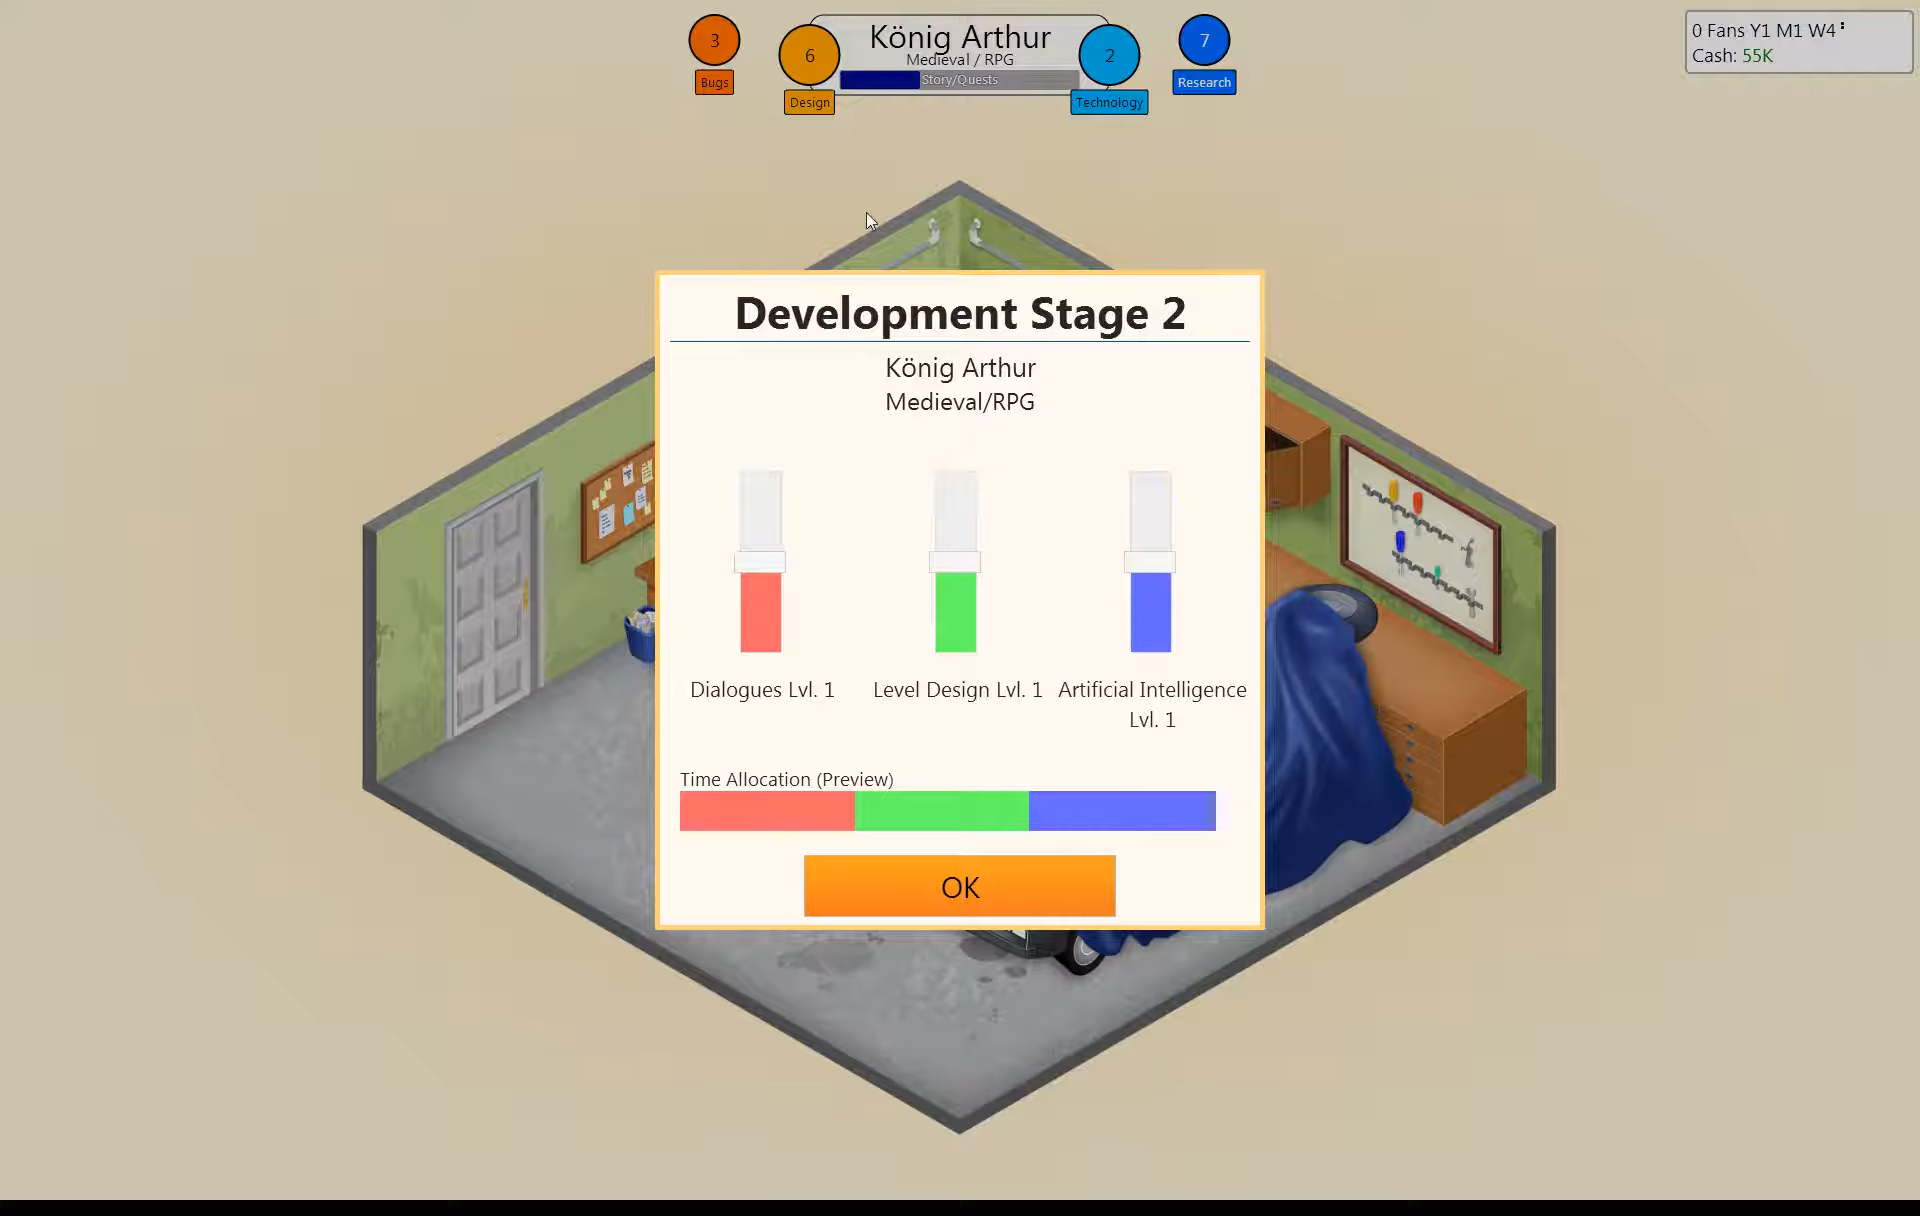 3
Bugs
6
Design
König Arthur
Medieval / RPG
Story/Quests
2
Technology
7
Research
0 Fans Y1 M1 W4
Cash: 55K
Development Stage 2
König Arthur
Medieval/RPG
Dialogues Lvl. 1
Level Design Lvl. 1
Artificial Intelligence
Lvl. 1
Time Allocation (Preview)
OK